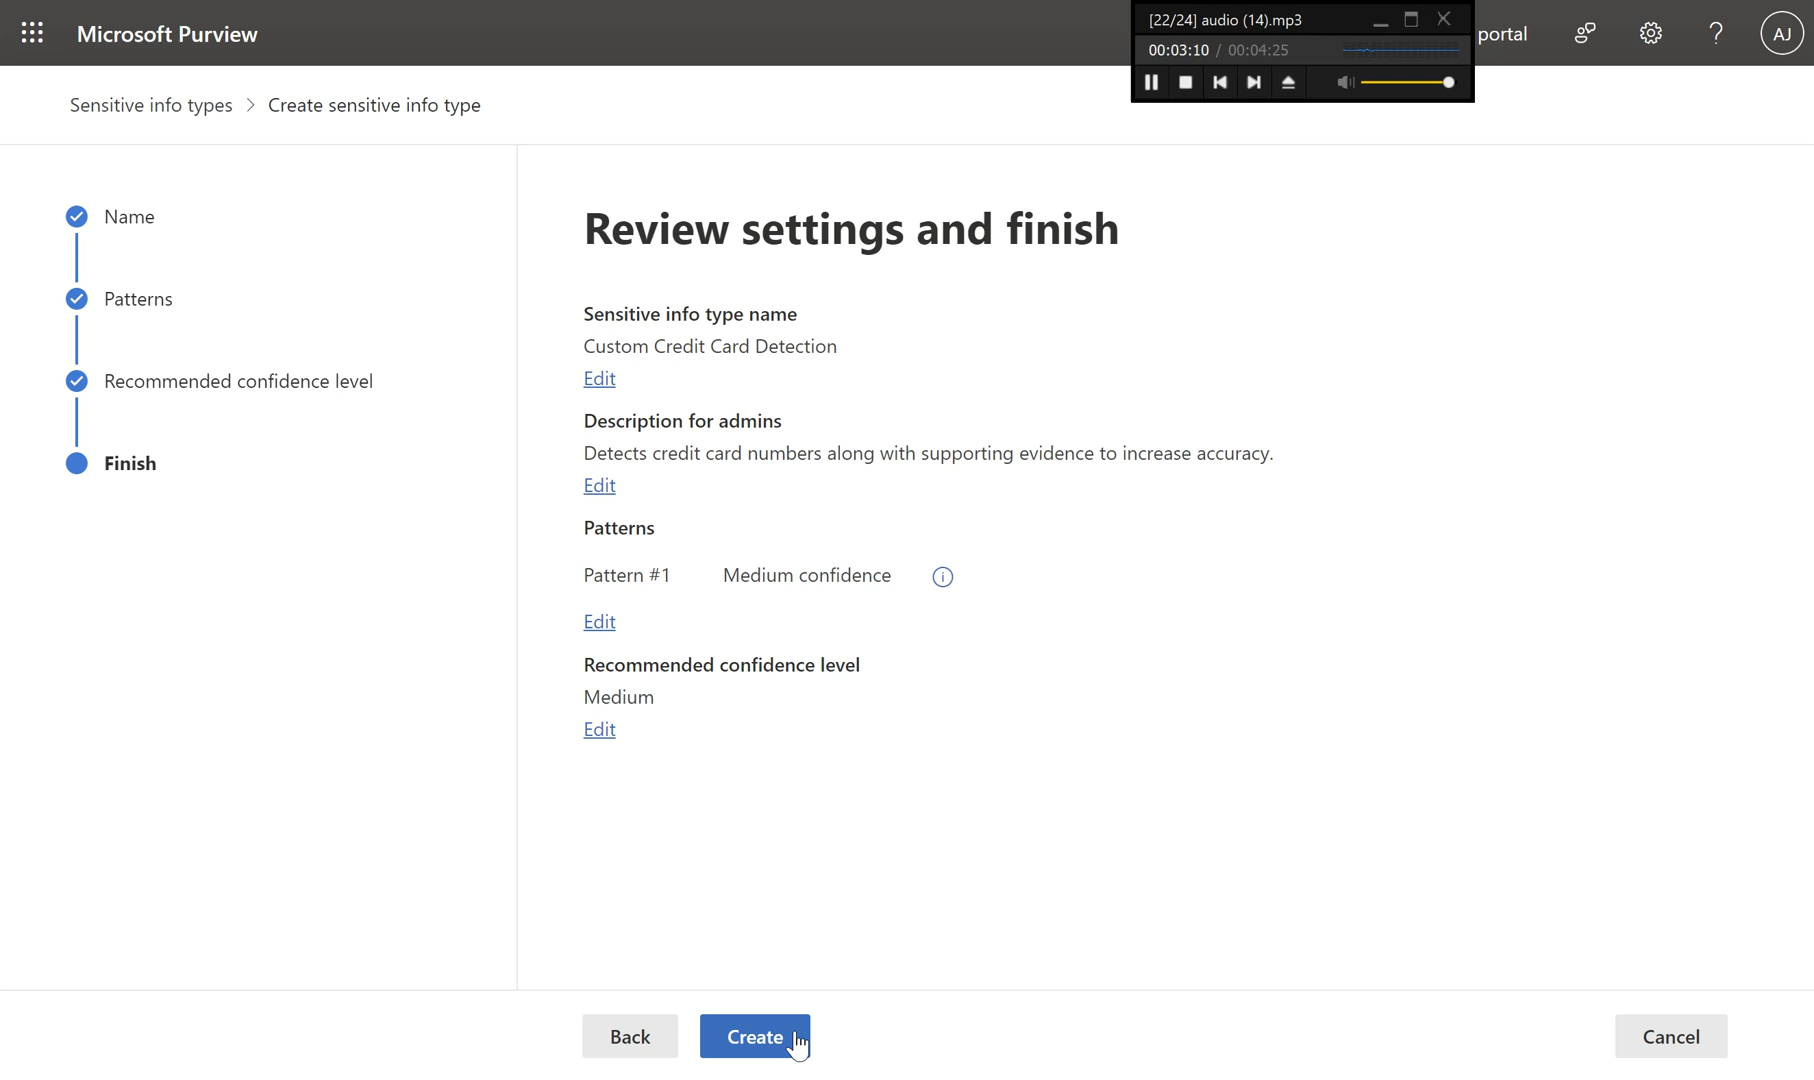 Microsoft Purview
[22/24] audio (14).mp3
portal
AJ
00:03:10 / 00:04:25
Sensitive info types > Create sensitive info type
Name
Patterns
Recommended confidence level
Finish
Review settings and finish
Sensitive info type name
Custom Credit Card Detection
Edit
Description for admins
Detects credit card numbers along with supporting evidence to increase accuracy.
Edit
Patterns
Pattern #1 Medium confidence
Edit
Recommended confidence level
Medium
Edit
Back
Create
Cancel